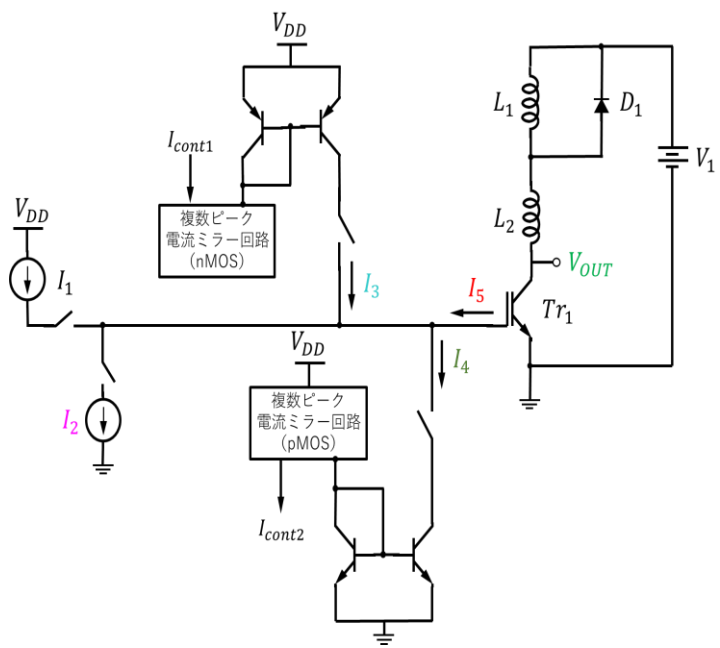 V_DD
I_cont1
複数ピーク
電流ミラー回路
(nMOS)
V_DD
I_1
I_2
I_3
L_1
D_1
V_1
L_2
V_OUT
I_5
Tr_1
V_DD
I_4
複数ピーク
電流ミラー回路
(pMOS)
I_cont2